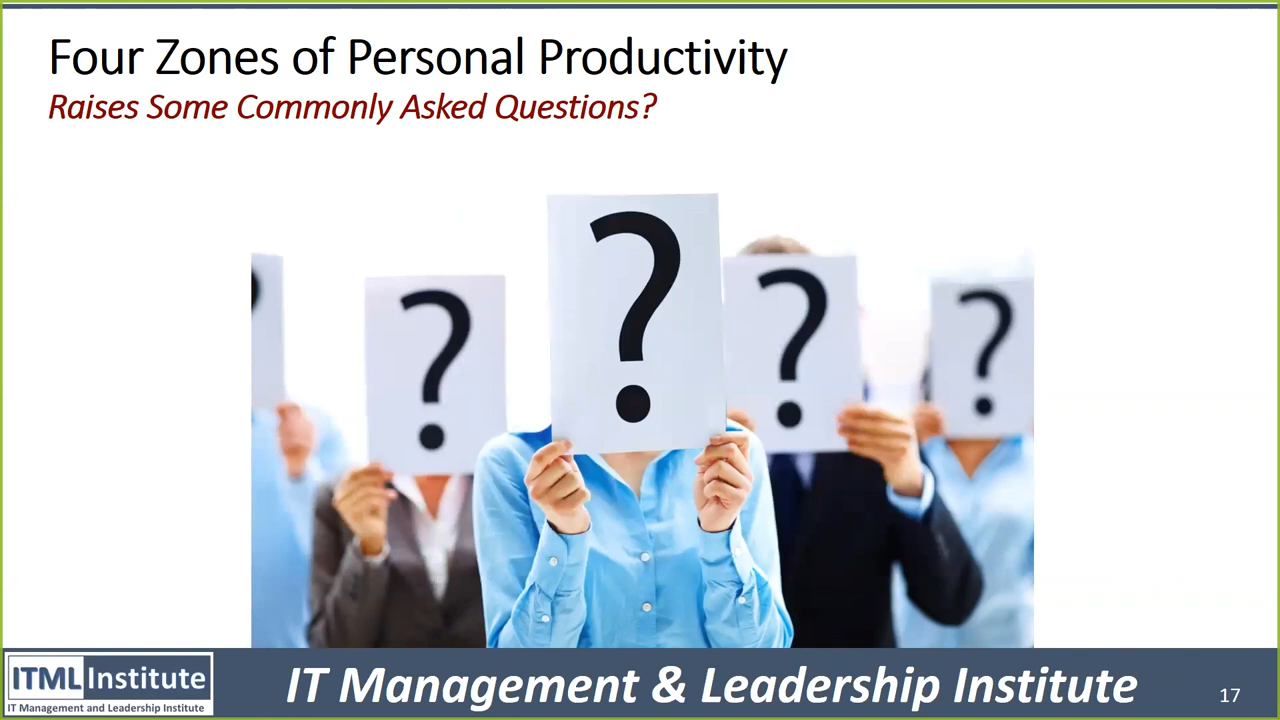 Four Zones of Personal Productivity
Raises Some Commonly Asked Questions?
?
?
?
?
?
ITML Institute
IT Management and Leadership Institute
IT Management & Leadership Institute
17